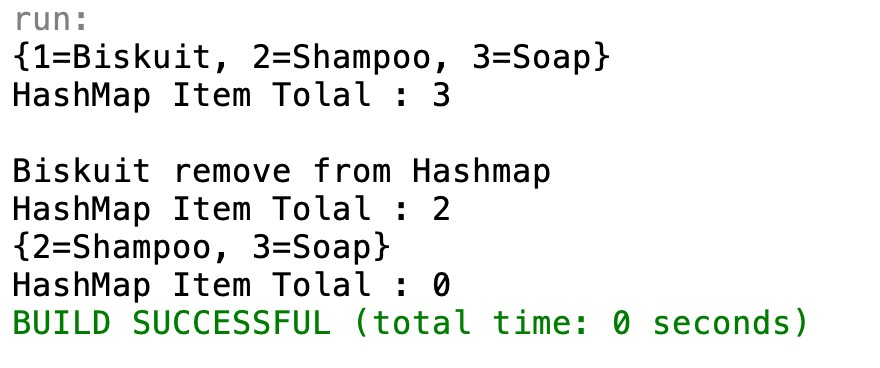 run:
{1=Biskuit, 2=Shampoo, 3=Soap}
HashMap Item Tolal : 3
Biskuit remove from Hashmap
HashMap Item Tolal : 2
{2=Shampoo, 3=Soap}
HashMap Item Tolal : 0
BUILD SUCCESSFUL (total time: 0 seconds)